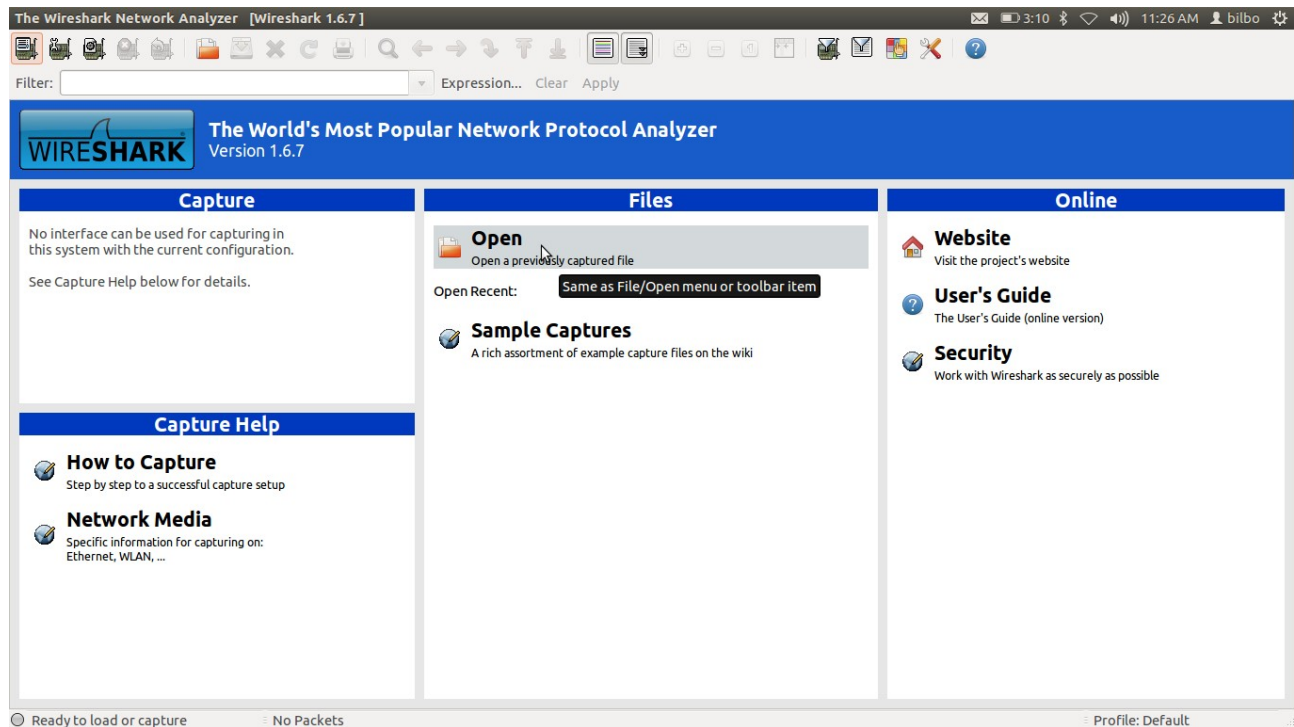 The Wireshark Network Analyzer [Wireshark 1.6.7 ]
3:10 11:26 AM bilbo
Filter: Expression... Clear Apply
WIRESHARK
The World's Most Popular Network Protocol Analyzer
Version 1.6.7
Capture
No interface can be used for capturing in
this system with the current configuration.
See Capture Help below for details.
Capture Help
How to Capture
Step by step to a successful capture setup
Network Media
Specific information for capturing on:
Ethernet, WLAN, ...
Files
Open
Open a previously captured file
Same as File/Open menu or toolbar item
Open Recent:
Sample Captures
A rich assortment of example capture files on the wiki
Online
Website
Visit the project's website
User's Guide
The User's Guide (online version)
Security
Work with Wireshark as securely as possible
Ready to load or capture
No Packets
Profile: Default